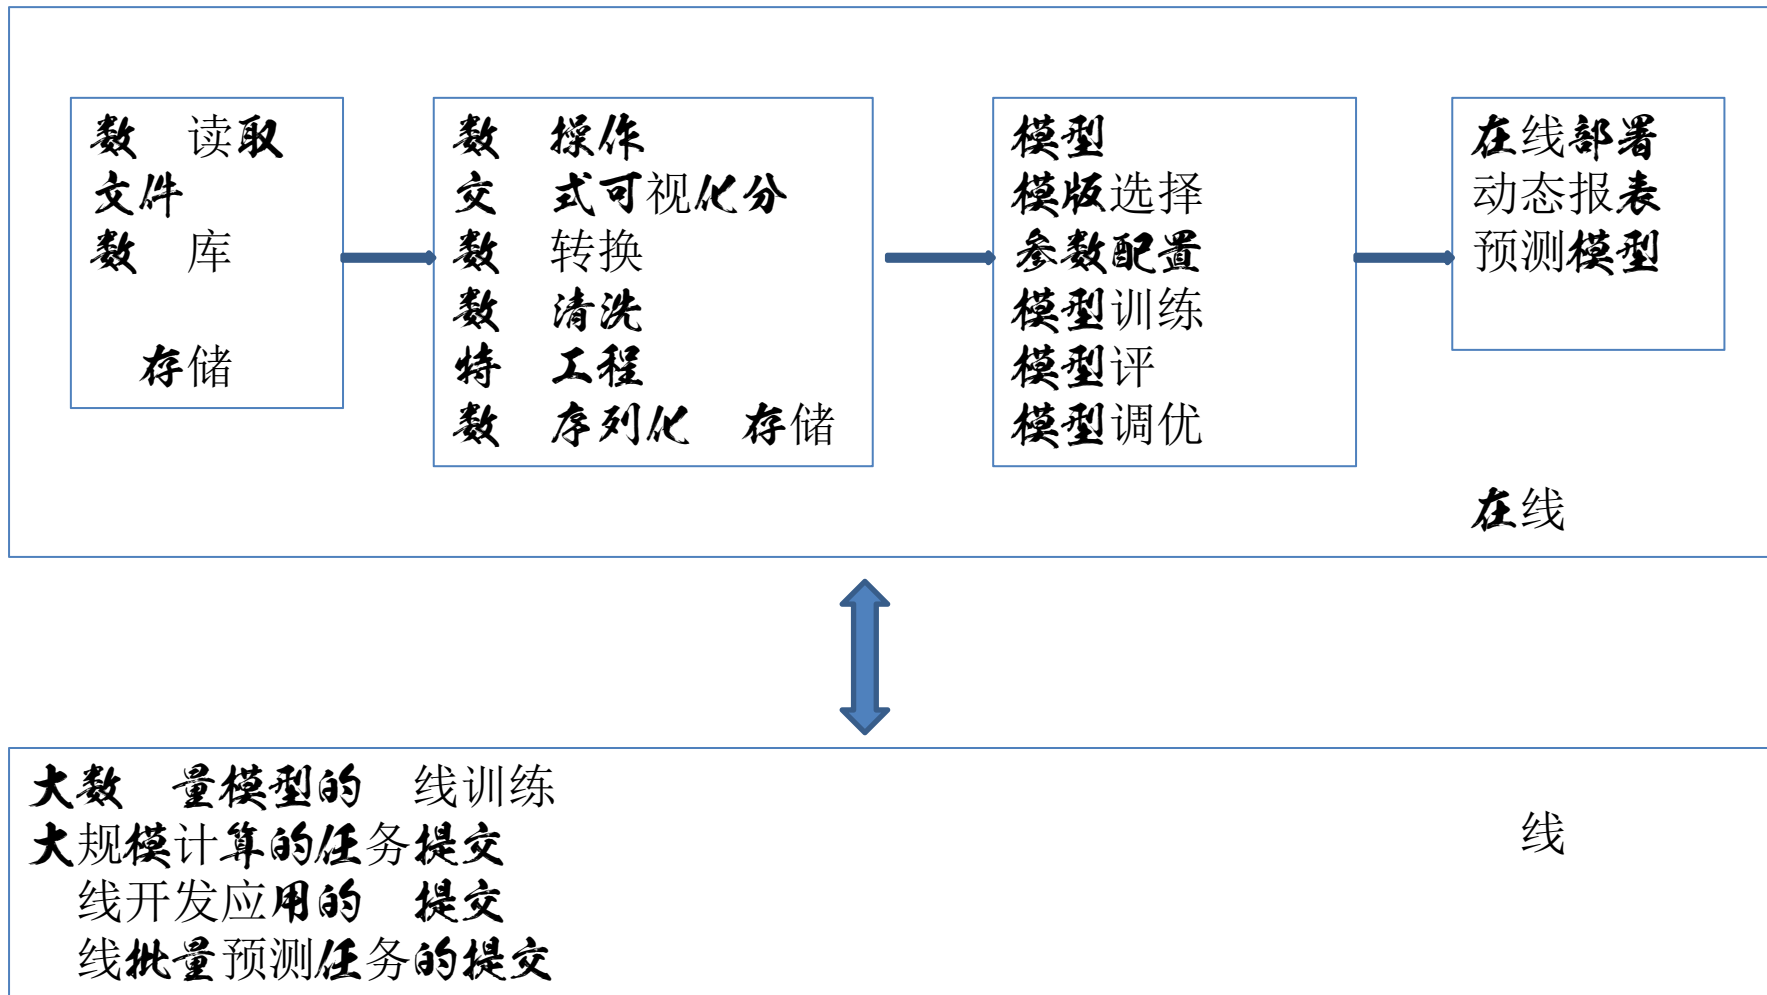 数 读取
文件
数 库
存储
数 操作
交 式可视化分
数 转换
数 清洗
特 工程
数 序列化 存储
模型
模版选择
参数配置
模型训练
模型评
模型调优
在线部署
动态报表
预测模型
在线
大数 量模型的 线训练
大规模计算的任务提交
线开发应用的 提交
线批量预测任务的提交
线